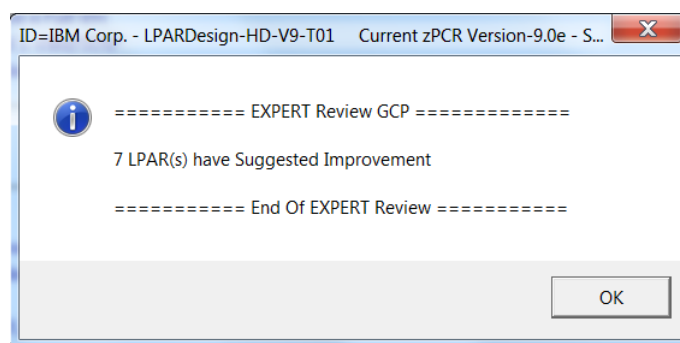 ID=IBM Corp. - LPARDesign-HD-V9-T01 Current zPCR Version-9.0e - S...
=========== EXPERT Review GCP =============
7 LPAR(s) have Suggested Improvement
=========== End Of EXPERT Review ===========
OK